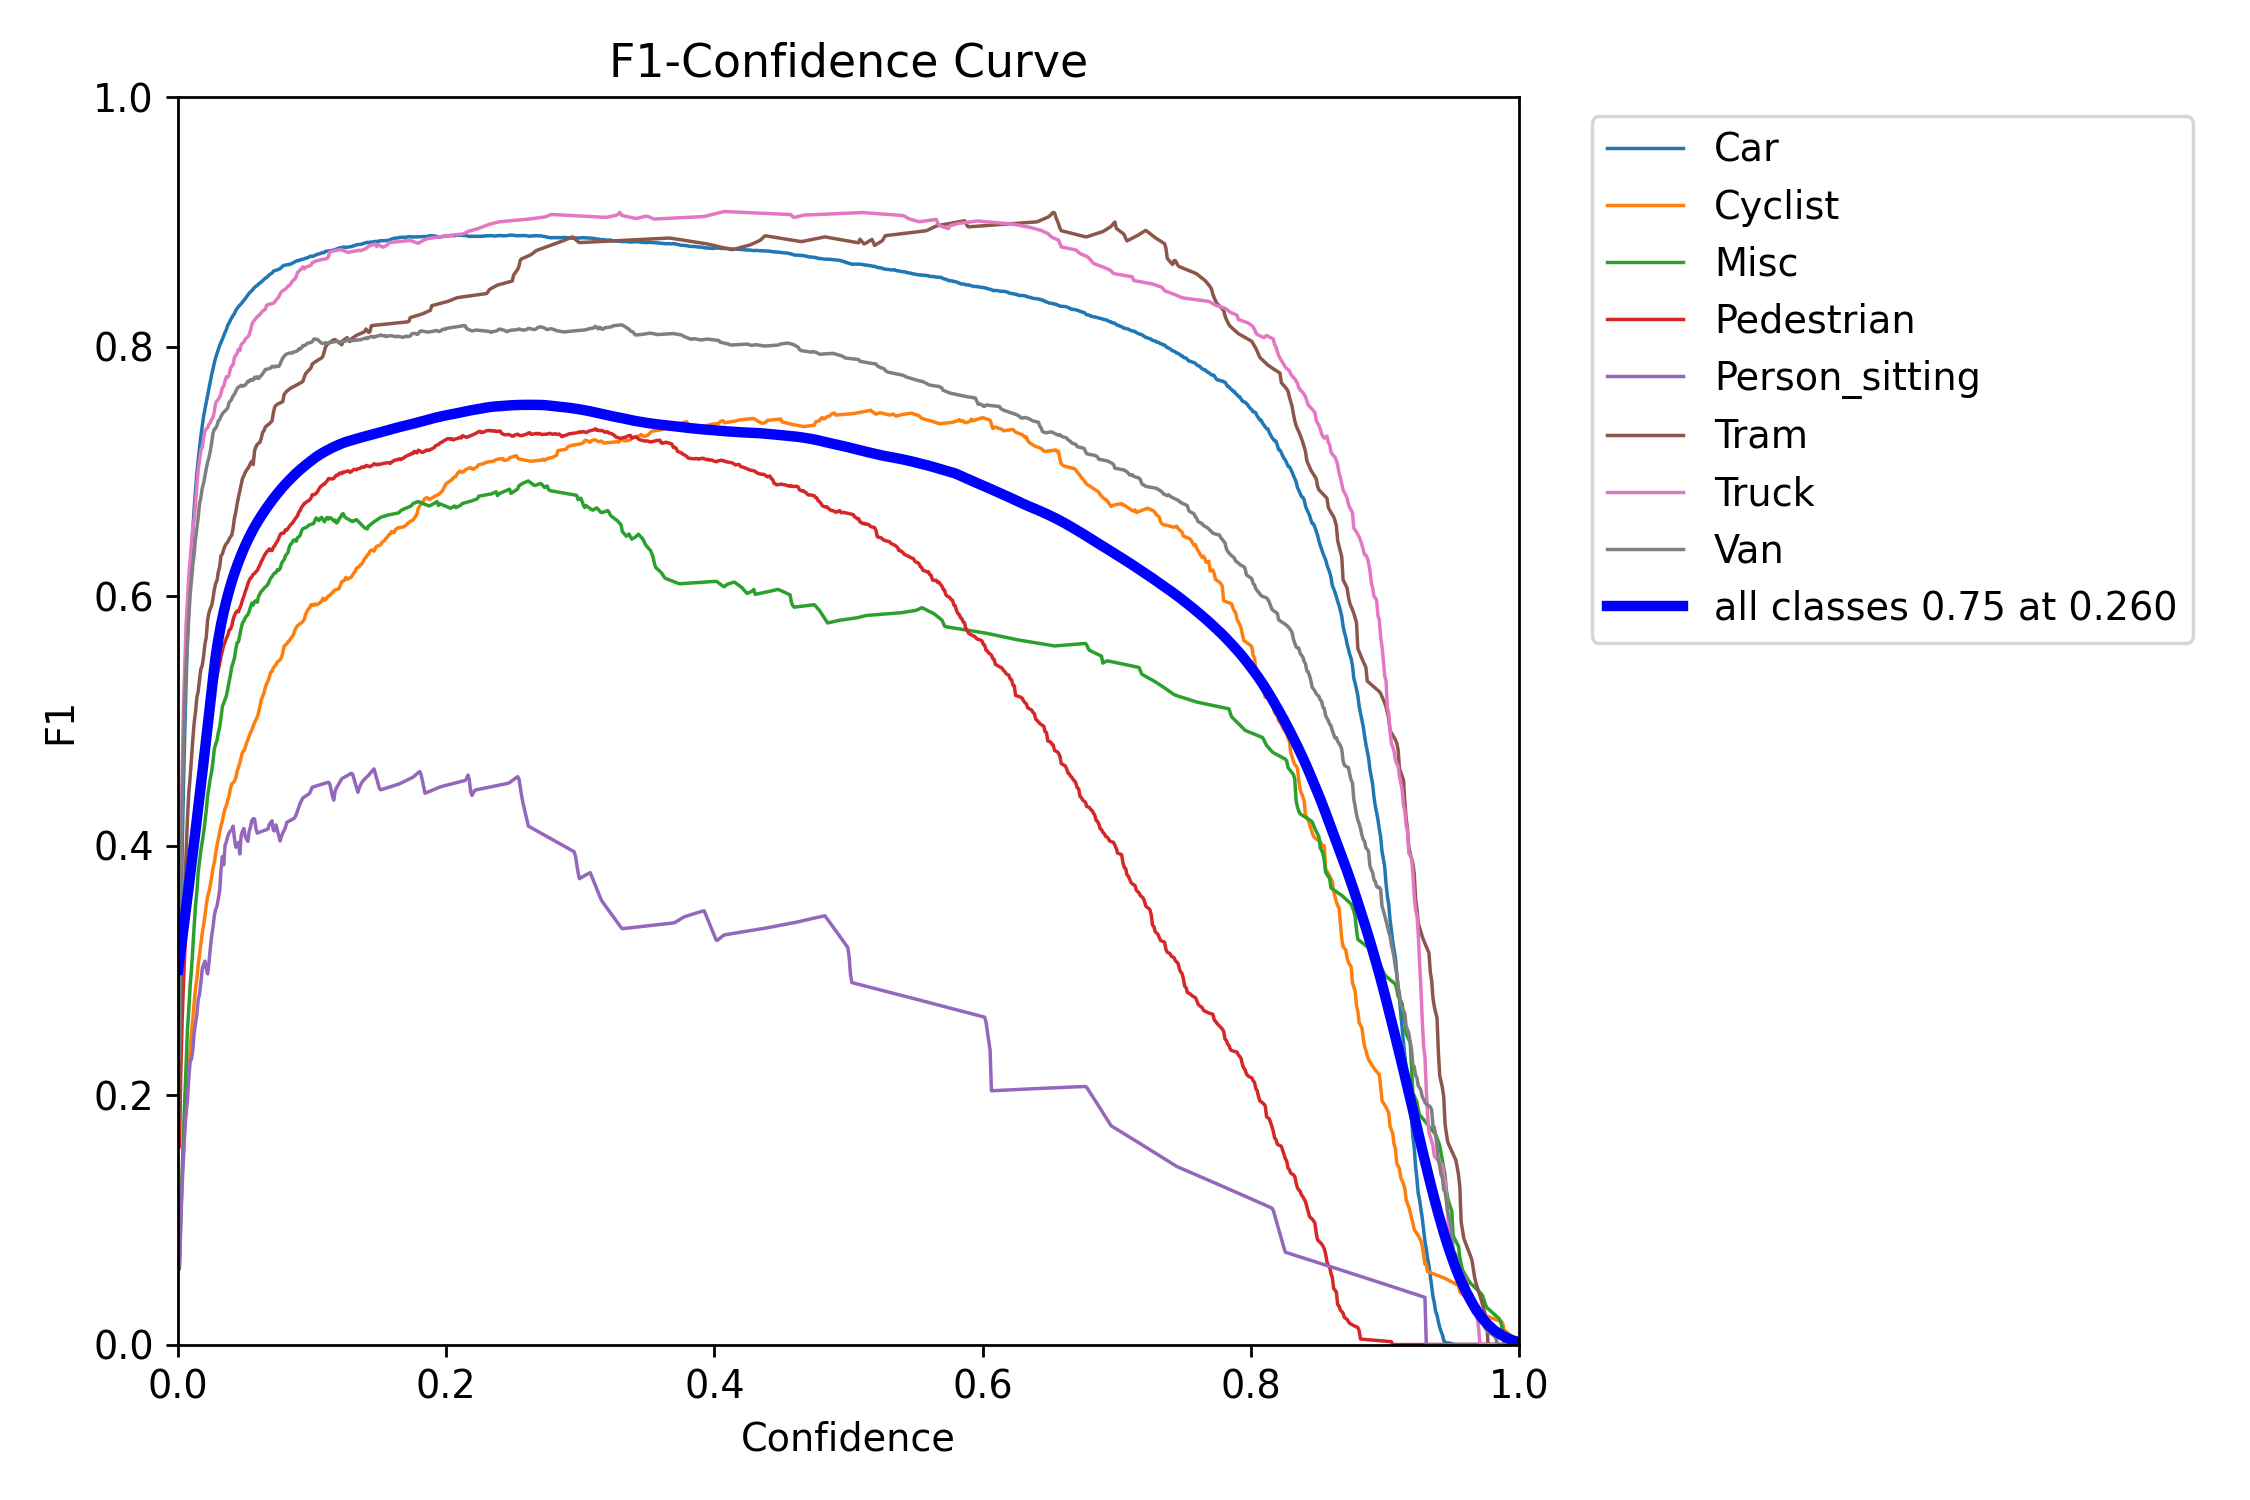 F1-Confidence Curve
1.0
0.8
0.6
0.4
0.2
0.0
F1
0.0 0.2 0.4 0.6 0.8 1.0
Confidence
Car
Cyclist
Misc
Pedestrian
Person_sitting
Tram
Truck
Van
all classes 0.75 at 0.260